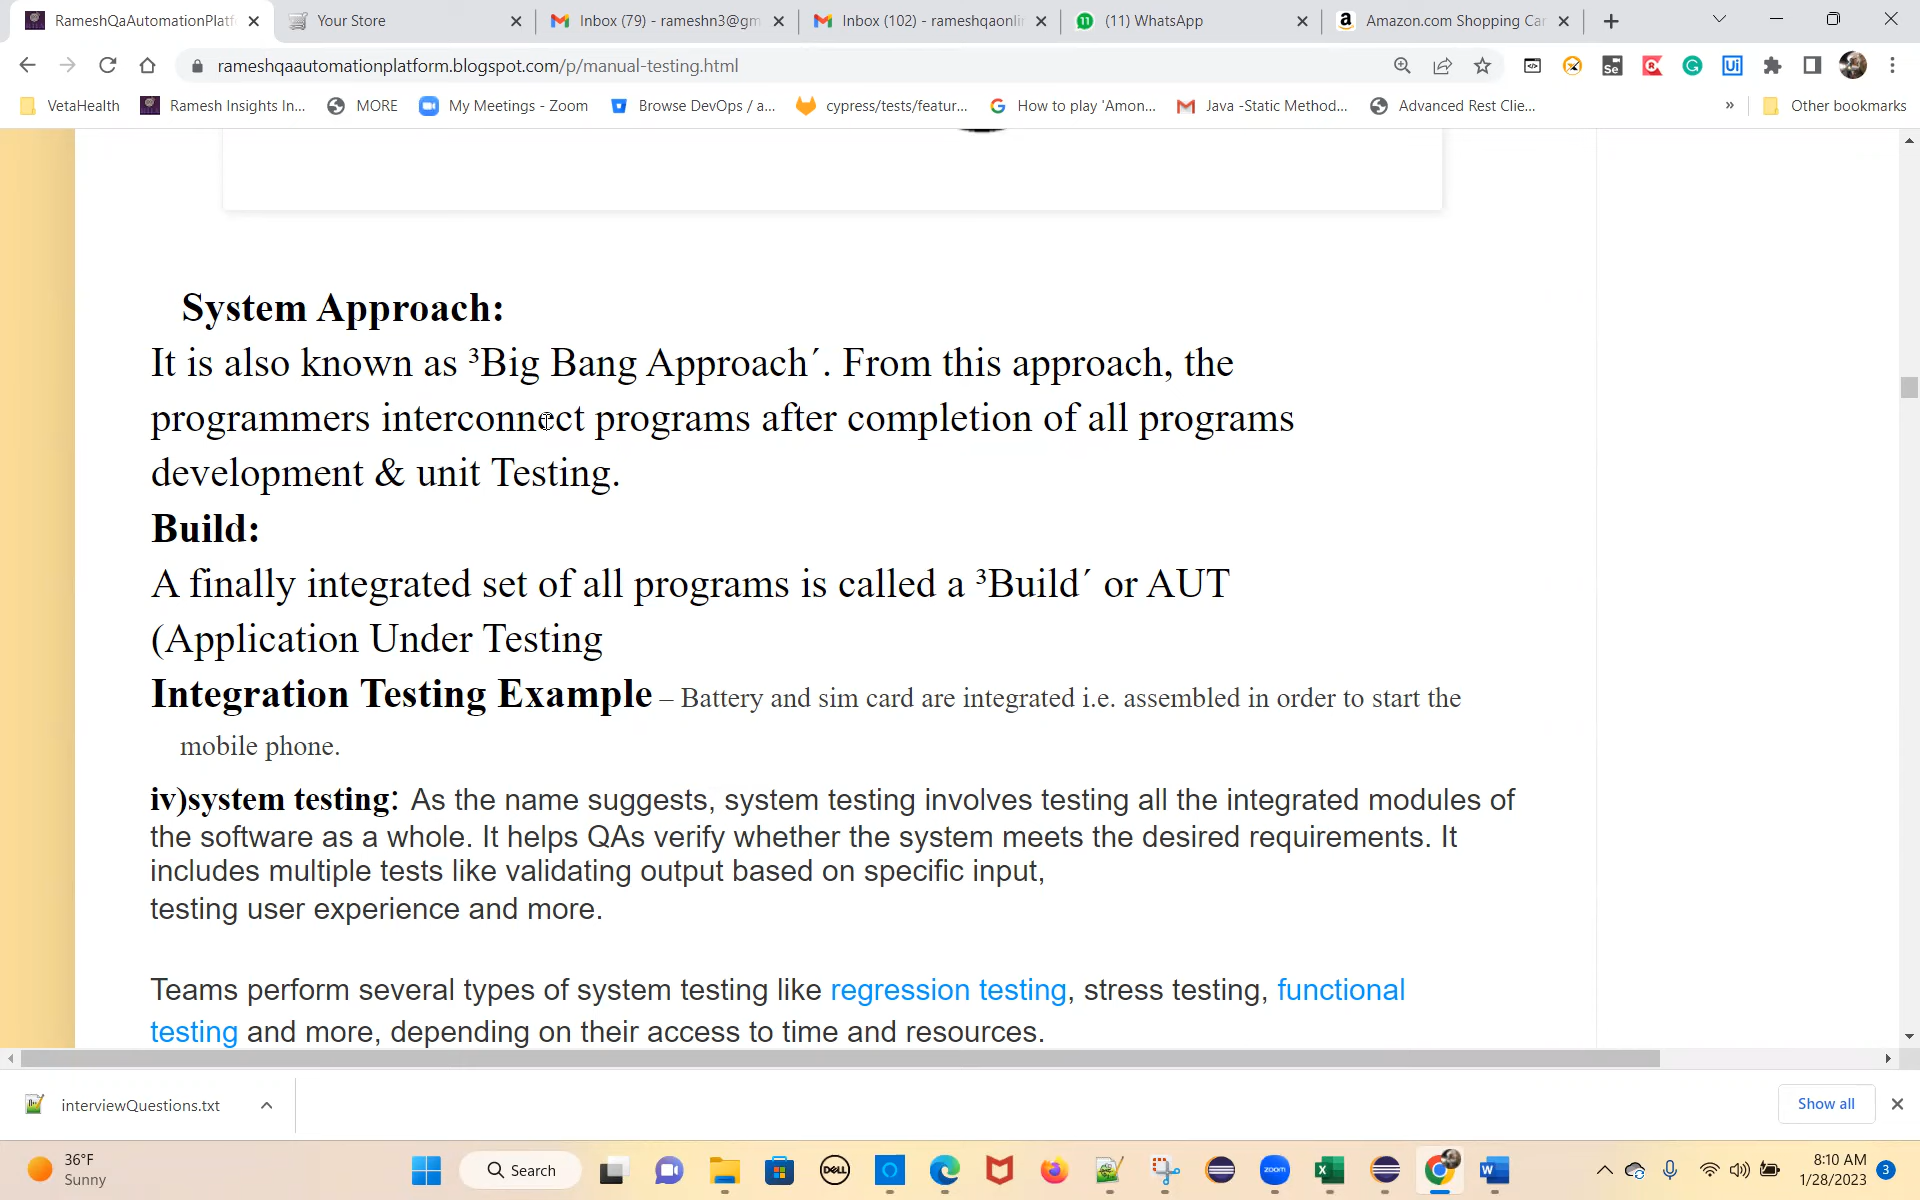 RameshQaAutomationPlatf
Your Store
Inbox (79) - rameshn3@gm
Inbox (102) - rameshqaonli
11
(11) WhatsApp
Amazon.com Shopping Car
rameshqaautomationplatform.blogspot.com/p/manual-testing.html
VetaHealth
Ramesh Insights In...
MORE
My Meetings - Zoom
Browse DevOps / a...
cypress/tests/featur...
How to play 'Amon...
Java -Static Method...
Advanced Rest Clie...
»
Other bookmarks
System Approach:
It is also known as ³Big Bang Approach´. From this approach, the
programmers interconnect programs after completion of all programs
development & unit Testing.
Build:
A finally integrated set of all programs is called a ³Build´ or AUT
(Application Under Testing
Integration Testing Example – Battery and sim card are integrated i.e. assembled in order to start the
mobile phone.
iv)system testing: As the name suggests, system testing involves testing all the integrated modules of
the software as a whole. It helps QAs verify whether the system meets the desired requirements. It
includes multiple tests like validating output based on specific input,
testing user experience and more.
Teams perform several types of system testing like regression testing, stress testing, functional
testing and more, depending on their access to time and resources.
interviewQuestions.txt
Show all
36°F
Sunny
Search
DELL
zoom
8:10 AM
1/28/2023
3